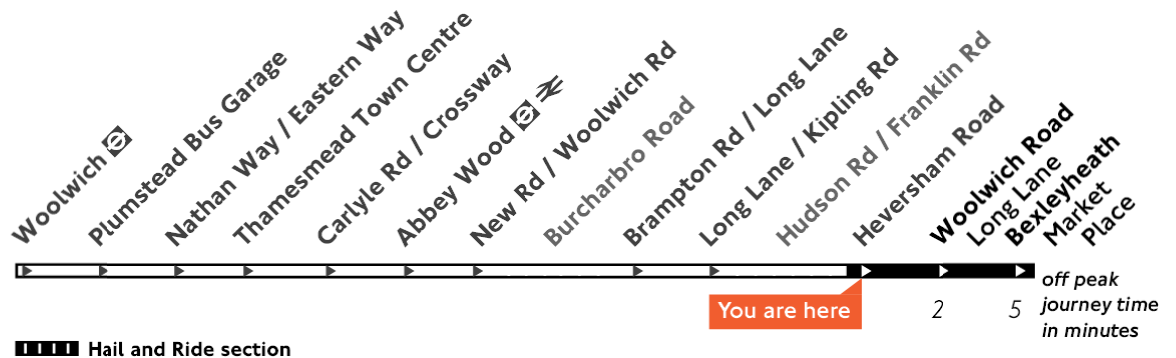 Woolwich
Plumstead Bus Garage
Nathan Way / Eastern Way
Thamesmead Town Centre
Carlyle Rd / Crossway
Abbey Wood
New Rd / Woolwich Rd
Burcharbro Road
Brampton Rd / Long Lane
Long Lane / Kipling Rd
Hudson Rd / Franklin Rd
Heversham Road
Woolwich Road
Long Lane
Bexleyheath
Market
Place
You are here
2
5
off peak
journey time
in minutes
Hail and Ride section